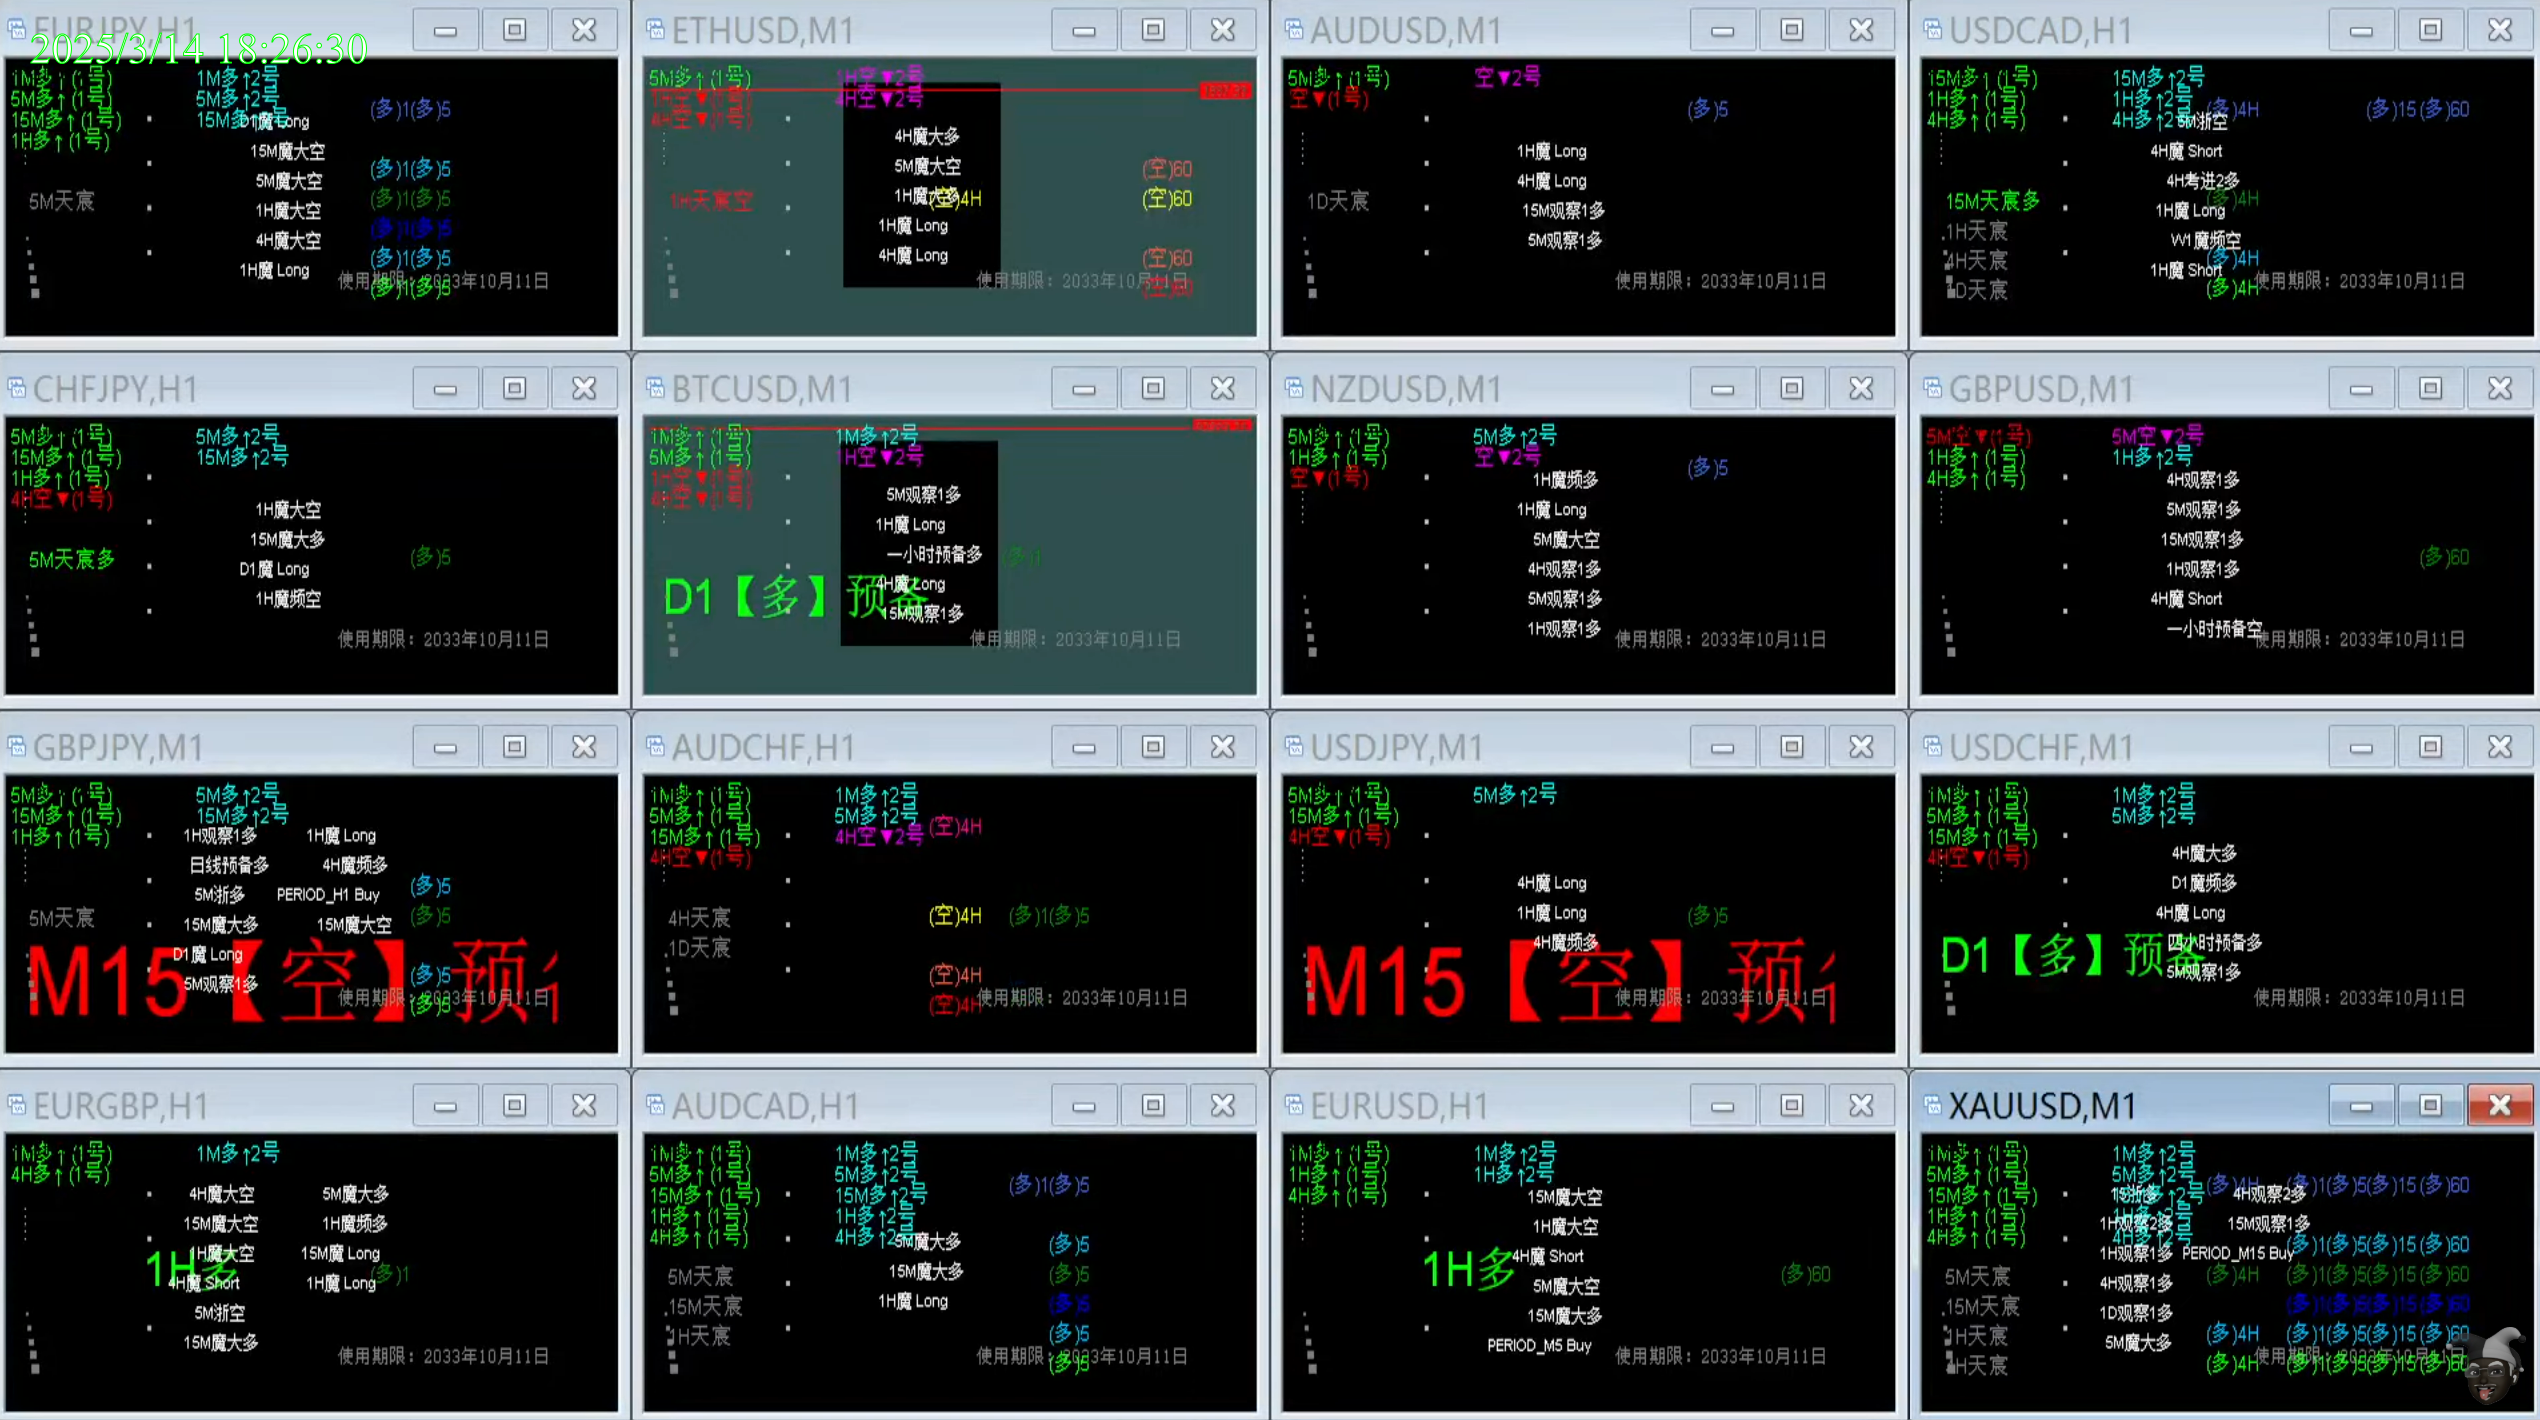 2025/3/14 18:26:30
EURJPY,H1
1M多↑(1号) 1M多↑2号
5M多↑(1号) 5M多↑2号
(多)1(多)5
15M多↑(1号) 15M多↑2号
D1魔 Long
1H多↑(1号)
15M魔大空
(多)1(多)5
5M魔大空
5M天宸
(多)1(多)5
1H魔大空
(多)1(多)5
4H魔大空
(多)1(多)5
1H魔 Long
使用期限：2033年10月11日
(多)1(多)5
ETHUSD,M1
5M多↑(1号) 1H空▼2号
1H空▼(1号) 4H空▼2号
4H空▼(1号)
4H魔大多
5M魔大空
(空)60
1H魔大多
1H天宸空
(空)4H (空)60
1H魔 Long
4H魔 Long
(空)60
使用期限：2033年10月11日
(空)60
AUDUSD,M1
5M多↑(1号) 空▼2号
空▼(1号)
(多)5
1H魔 Long
4H魔 Long
1D天宸
15M观察1多
5M观察1多
使用期限：2033年10月11日
USDCAD,H1
15M多↑(1号) 15M多↑2号
1H多↑(1号) 1H多↑2号
(多)4H (多)15(多)60
4H多↑(1号) 4H多↑2号
5M浙空
4H魔 Short
4H考进2多
15M天宸多
(多)4H
1H魔 Long
1H天宸
W1魔频空
4H天宸
(多)4H
1H魔 Short
使用期限：2033年10月11日
1D天宸
(多)4H
CHFJPY,H1
5M多↑(1号) 5M多↑2号
15M多↑(1号) 15M多↑2号
1H多↑(1号)
4H空▼(1号)
1H魔大空
15M魔大多
5M天宸多
(多)5
D1魔 Long
1H魔频空
使用期限：2033年10月11日
BTCUSD,M1
1M多↑(1号) 1M多↑2号
5M多↑(1号) 1H空▼2号
1H空▼(1号)
4H空▼(1号)
5M观察1多
1H魔 Long
一小时预备多
(多)1
4H魔 Long
D1【多】预备
15M观察1多
使用期限：2033年10月11日
NZDUSD,M1
5M多↑(1号) 5M多↑2号
1H多↑(1号) 空▼2号
(多)5
空▼(1号)
1H魔频多
1H魔 Long
5M魔大空
4H观察1多
5M观察1多
1H观察1多
使用期限：2033年10月11日
GBPUSD,M1
5M空▼(1号) 5M空▼2号
1H多↑(1号) 1H多↑2号
4H多↑(1号)
4H观察1多
5M观察1多
15M观察1多
(多)60
1H观察1多
4H魔 Short
一小时预备空
使用期限：2033年10月11日
GBPJPY,M1
5M多↑(1号) 5M多↑2号
15M多↑(1号) 15M多↑2号
1H多↑(1号)
1H观察1多 1H魔 Long
日线预备多 4H魔频多
(多)5
5M浙多 PERIOD_H1 Buy
5M天宸
(多)5
15M魔大多 15M魔大空
D1魔 Long
(多)5
M15【空】预
5M观察1多
使用期限：2033年10月11日
(多)5
AUDCHF,H1
1M多↑(1号) 1M多↑2号
5M多↑(1号) 5M多↑2号
15M多↑(1号) 4H空▼2号
(空)4H
4H空▼(1号)
4H天宸
(空)4H (多)1(多)5
1D天宸
(空)4H
(空)4H
使用期限：2033年10月11日
USDJPY,M1
5M多↑(1号) 5M多↑2号
15M多↑(1号)
4H空▼(1号)
4H魔 Long
1H魔 Long
(多)5
4H魔频多
M15【空】预
使用期限：2033年10月11日
USDCHF,M1
1M多↑(1号) 1M多↑2号
5M多↑(1号) 5M多↑2号
15M多↑(1号)
4H空▼(1号)
4H魔大多
D1魔频多
4H魔 Long
四小时预备多
D1【多】预备
5M观察1多
使用期限：2033年10月11日
EURGBP,H1
1M多↑(1号) 1M多↑2号
4H多↑(1号)
4H魔大空 5M魔大多
15M魔大空 1H魔频多
1H魔大空 15M魔 Long
1H多
(多)1
4H魔 Short 1H魔 Long
5M浙空
15M魔大多
使用期限：2033年10月11日
AUDCAD,H1
1M多↑(1号) 1M多↑2号
5M多↑(1号) 5M多↑2号
(多)1(多)5
15M多↑(1号) 15M多↑2号
1H多↑(1号) 1H多↑2号
4H多↑(1号) 4H多↑2号
5M魔大多
(多)5
15M魔大多
5M天宸
(多)5
1H魔 Long
15M天宸
(多)5
1H天宸
(多)5
使用期限：2033年10月11日
(多)5
EURUSD,H1
1M多↑(1号) 1M多↑2号
1H多↑(1号) 1H多↑2号
4H多↑(1号)
15M魔大空
1H魔大空
4H魔 Short
1H多
(多)60
5M魔大空
15M魔大多
PERIOD_M5 Buy
使用期限：2033年10月11日
XAUUSD,M1
1M多↑(1号) 1M多↑2号
5M多↑(1号) 5M多↑2号
(多)4H (多)1(多)5(多)15(多)60
15M多↑(1号)
4H观察2多
1H多↑(1号)
1H观察2多 15M观察1多
4H多↑(1号)
(多)1(多)5(多)15(多)60
1H观察1多 PERIOD_M15 Buy
5M天宸
(多)4H (多)1(多)5(多)15(多)60
4H观察1多
15M天宸
(多)1(多)5(多)15(多)60
1D观察1多
1H天宸
(多)4H (多)1(多)5(多)15(多)60
5M魔大多
4H天宸
(多)4H (多)1(多)5(多)15(多)60